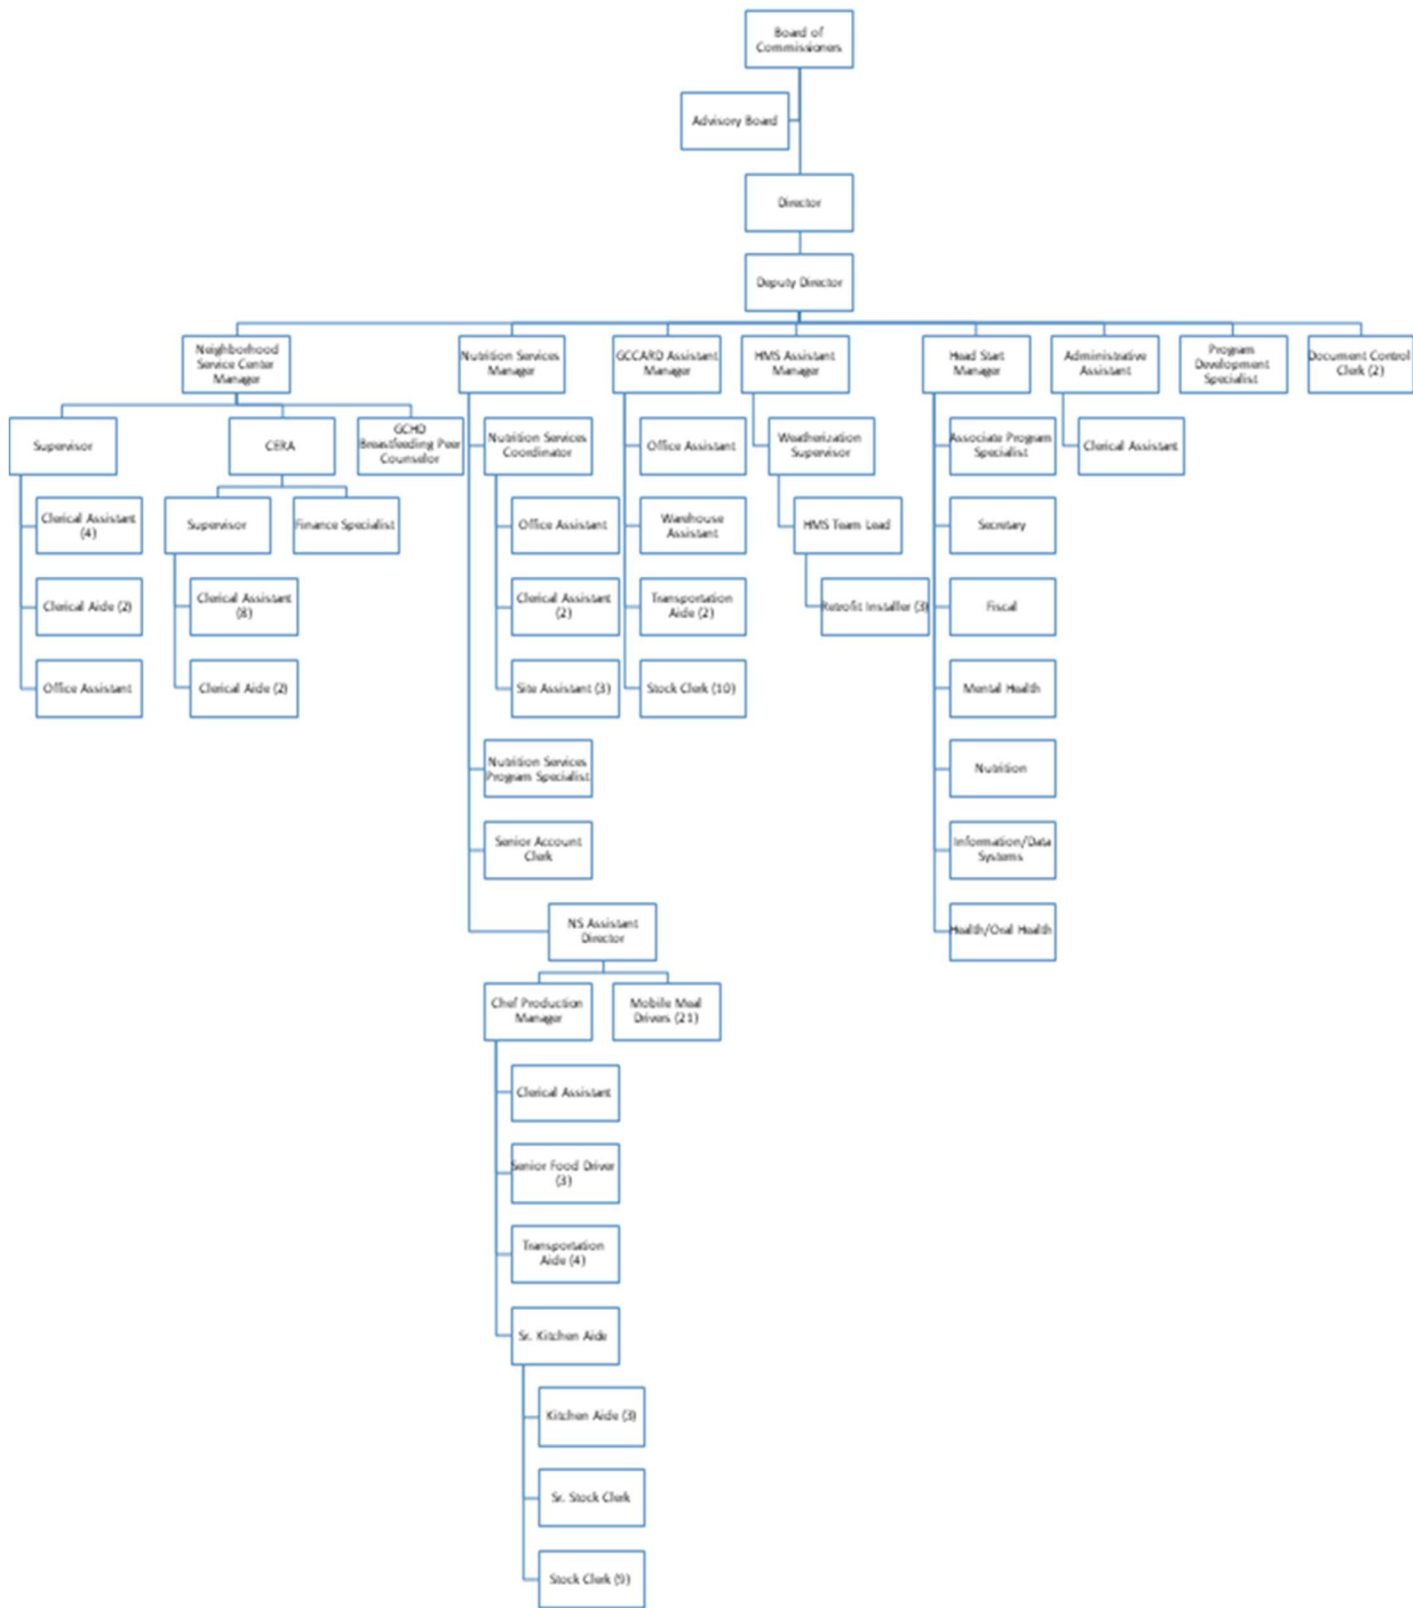 Board of
Commissioners
Advisory Board
Director
Deputy Director
Neighborhood
Service Center
Manager
Nutrition Services
Manager
GCCARD Assistant
Manager
HMS Assistant
Manager
Head Start
Manager
Administrative
Assistant
Program
Development
Specialist
Document Control
Clerk (2)
Supervisor
CERA
GCHD
Breastfeeding Peer
Counselor
Nutrition Services
Coordinator
Office Assistant
Weatherization
Supervisor
Associate Program
Specialist
Clerical Assistant
Clerical Assistant
(4)
Supervisor
Finance Specialist
Office Assistant
Warehouse
Assistant
HMS Team Lead
Secretary
Clerical Aide (2)
Clerical Assistant
(8)
Clerical Assistant
(2)
Transportation
Aide (2)
Retrofit Installer (3)
Fiscal
Office Assistant
Clerical Aide (2)
Site Assistant (3)
Stock Clerk (10)
Mental Health
Nutrition Services
Program Specialist
Nutrition
Senior Account
Clerk
Information/Data
Systems
NS Assistant
Director
Health/Oral Health
Chef Production
Manager
Mobile Meal
Drivers (21)
Clerical Assistant
Senior Food Driver
(3)
Transportation
Aide (4)
Sr. Kitchen Aide
Kitchen Aide (3)
Sr. Stock Clerk
Stock Clerk (9)